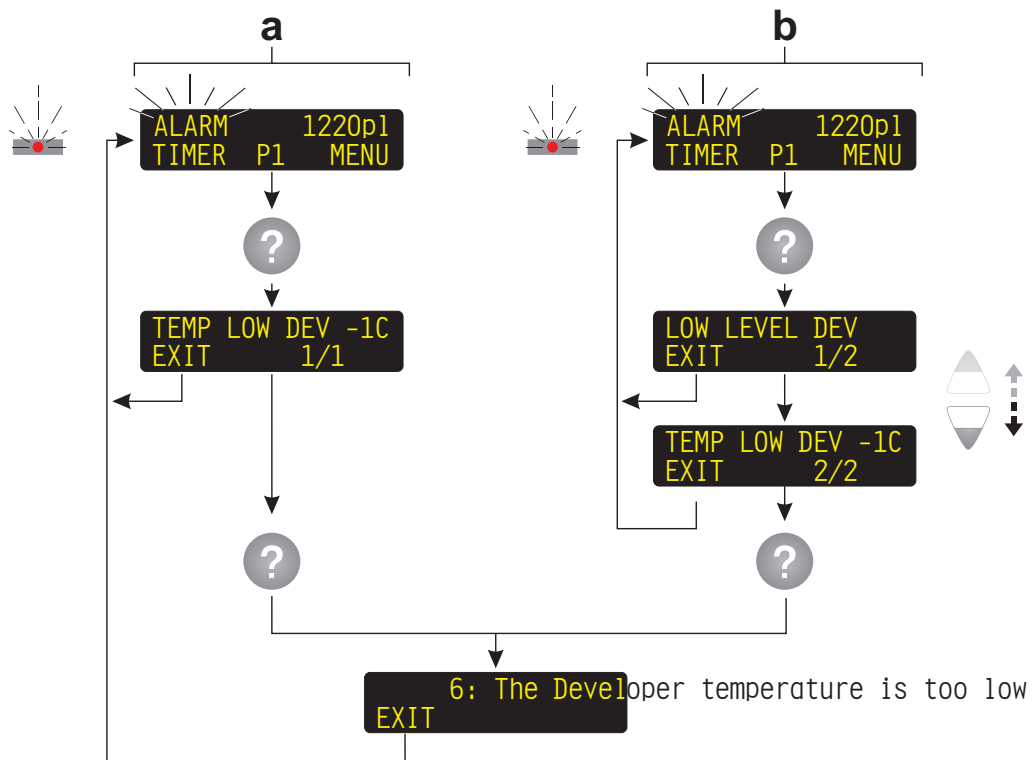 a
ALARM 1220pl
TIMER P1 MENU
?
TEMP LOW DEV -1C
EXIT 1/1
?
b
ALARM 1220pl
TIMER P1 MENU
?
LOW LEVEL DEV
EXIT 1/2
TEMP LOW DEV -1C
EXIT 2/2
?
6: The Developer temperature is too low
EXIT